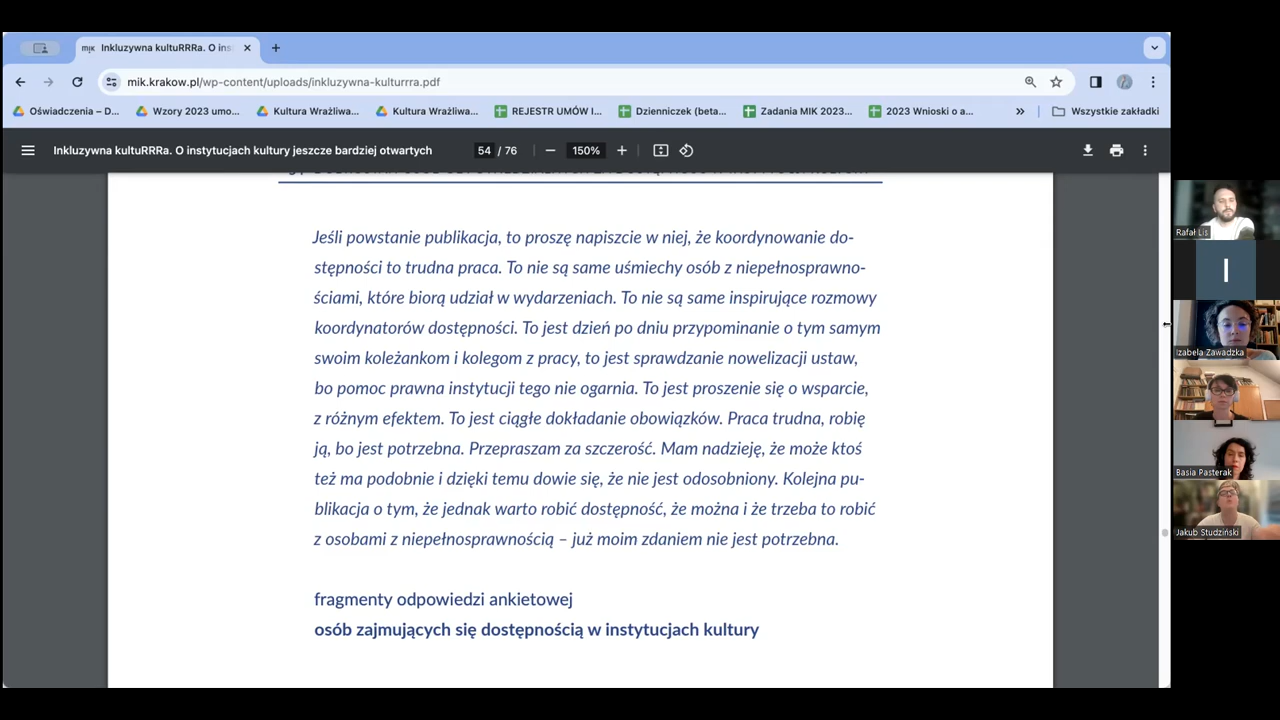 mjk Inkluzywna kultuRRRa. O ins
mik.krakow.pl/wp-content/uploads/inkluzywna-kulturrra.pdf
Oświadczenia – D...
Wzory 2023 umo...
Kultura Wrażliwa...
Kultura Wrażliwa...
REJESTR UMÓW I...
Dzienniczek (beta...
Zadania MIK 2023...
2023 Wnioski o a...
Wszystkie zakładki
Inkluzywna kultuRRRa. O instytucjach kultury jeszcze bardziej otwartych
54 / 76
150%
Jeśli powstanie publikacja, to proszę napiszcie w niej, że koordynowanie do-
stępności to trudna praca. To nie są same uśmiechy osób z niepełnosprawno-
ściami, które biorą udział w wydarzeniach. To nie są same inspirujące rozmowy
koordynatorów dostępności. To jest dzień po dniu przypominanie o tym samym
swoim koleżankom i kolegom z pracy, to jest sprawdzanie nowelizacji ustaw,
bo pomoc prawna instytucji tego nie ogarnia. To jest proszenie się o wsparcie,
z różnym efektem. To jest ciągłe dokładanie obowiązków. Praca trudna, robię
ją, bo jest potrzebna. Przepraszam za szczerość. Mam nadzieję, że może ktoś
też ma podobnie i dzięki temu dowie się, że nie jest odosobniony. Kolejna pu-
blikacja o tym, że jednak warto robić dostępność, że można i że trzeba to robić
z osobami z niepełnosprawnością – już moim zdaniem nie jest potrzebna.
fragmenty odpowiedzi ankietowej
osób zajmujących się dostępnością w instytucjach kultury
Rafał Lis
I
Izabela Zawadzka
Basia Pasterak
Jakub Studziński